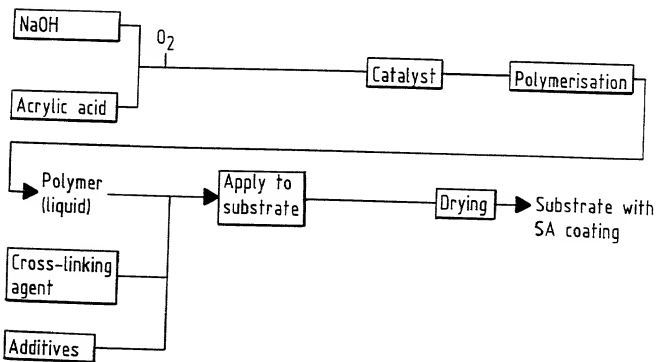 NaOH
O2
Acrylic acid
Catalyst
Polymerisation
Polymer
(liquid)
Apply to
substrate
Drying
Substrate with
SA coating
Cross-linking
agent
Additives